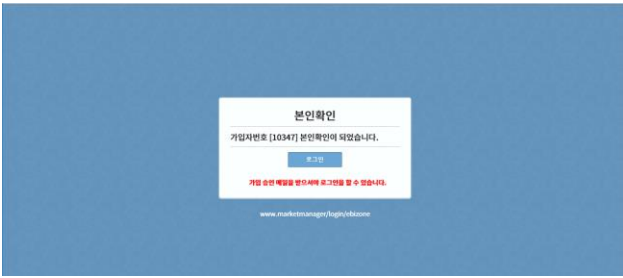 본인확인
가입자번호 [10347] 본인확인이 되었습니다.
로그인
가입 승인 메일을 받으셔야 로그인을 할 수 있습니다.
www.marketmanager/login/ebizone